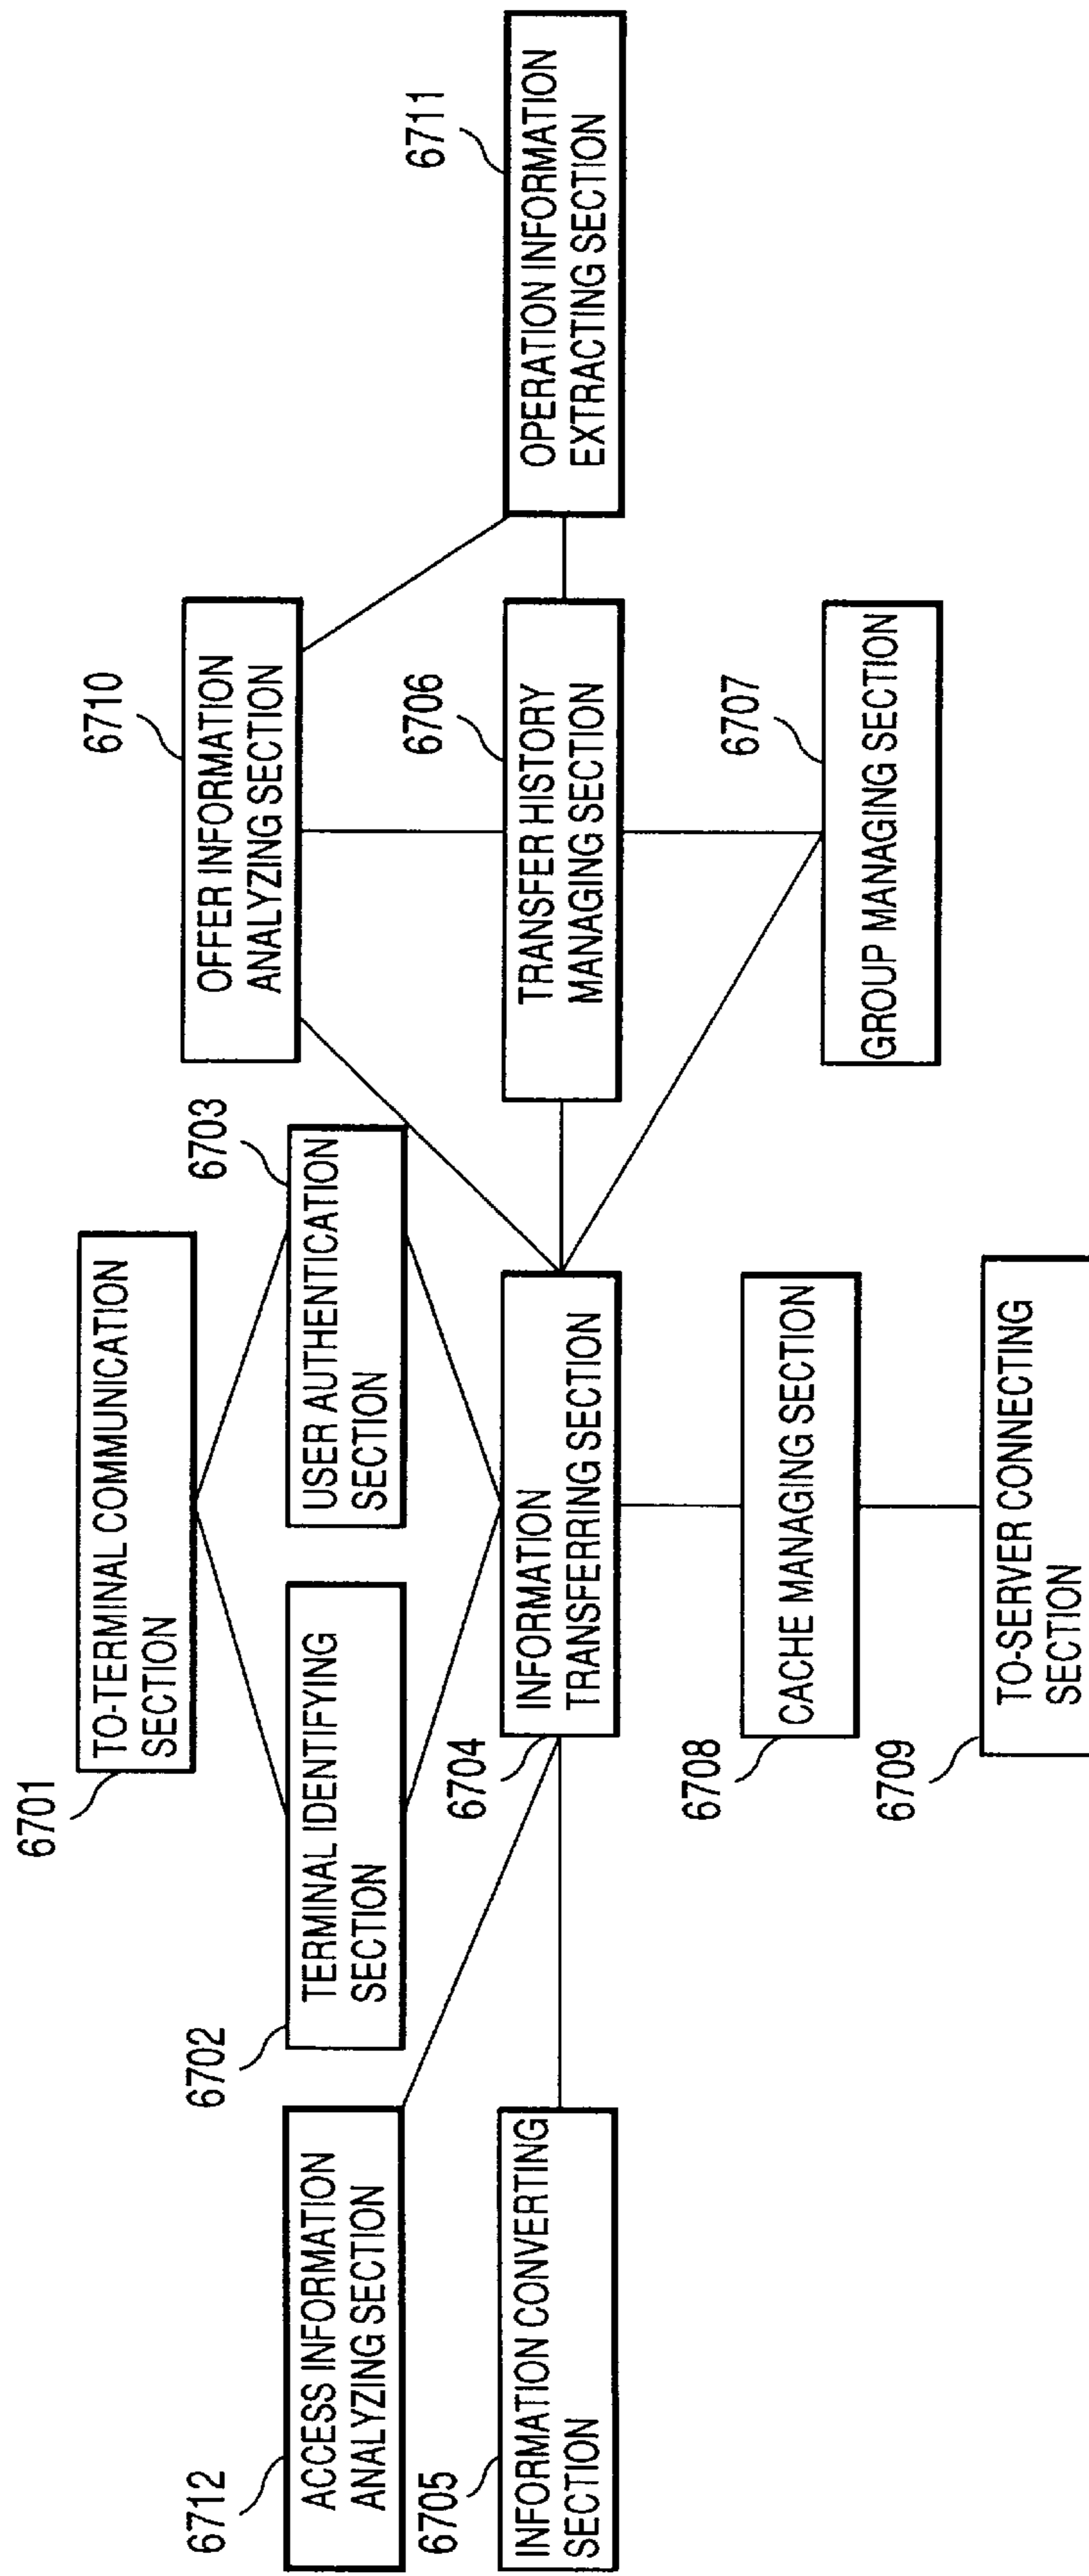 6701
TO-TERMINAL COMMUNICATION
SECTION
6702
TERMINAL IDENTIFYING
SECTION
6703
USER AUTHENTICATION
SECTION
6710
OFFER INFORMATION
ANALYZING SECTION
6712
ACCESS INFORMATION
ANALYZING SECTION
6705
INFORMATION CONVERTING
SECTION
6704
INFORMATION
TRANSFERRING SECTION
6706
TRANSFER HISTORY
MANAGING SECTION
6711
OPERATION INFORMATION
EXTRACTING SECTION
6708
CACHE MANAGING SECTION
6707
GROUP MANAGING SECTION
6709
TO-SERVER CONNECTING
SECTION